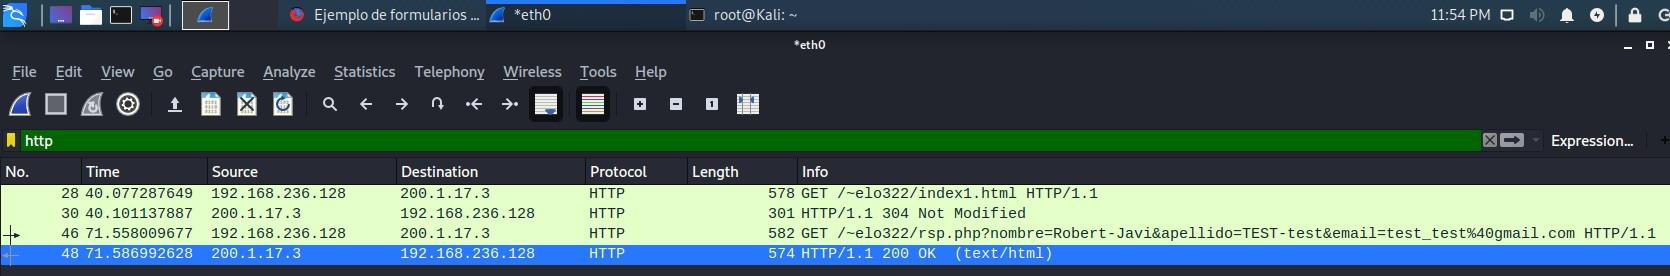 Ejemplo de formularios ... *eth0 root@Kali: ~ 11:54 PM
*eth0
File Edit View Go Capture Analyze Statistics Telephony Wireless Tools Help
http Expression...
No. Time Source Destination Protocol Length Info
28 40.077287649 192.168.236.128 200.1.17.3 HTTP 578 GET /~elo322/index1.html HTTP/1.1
30 40.101137887 200.1.17.3 192.168.236.128 HTTP 301 HTTP/1.1 304 Not Modified
46 71.558009677 192.168.236.128 200.1.17.3 HTTP 582 GET /~elo322/rsp.php?nombre=Robert-Javi&apellido=TEST-test&email=test_test%40gmail.com HTTP/1.1
48 71.586992628 200.1.17.3 192.168.236.128 HTTP 574 HTTP/1.1 200 OK (text/html)